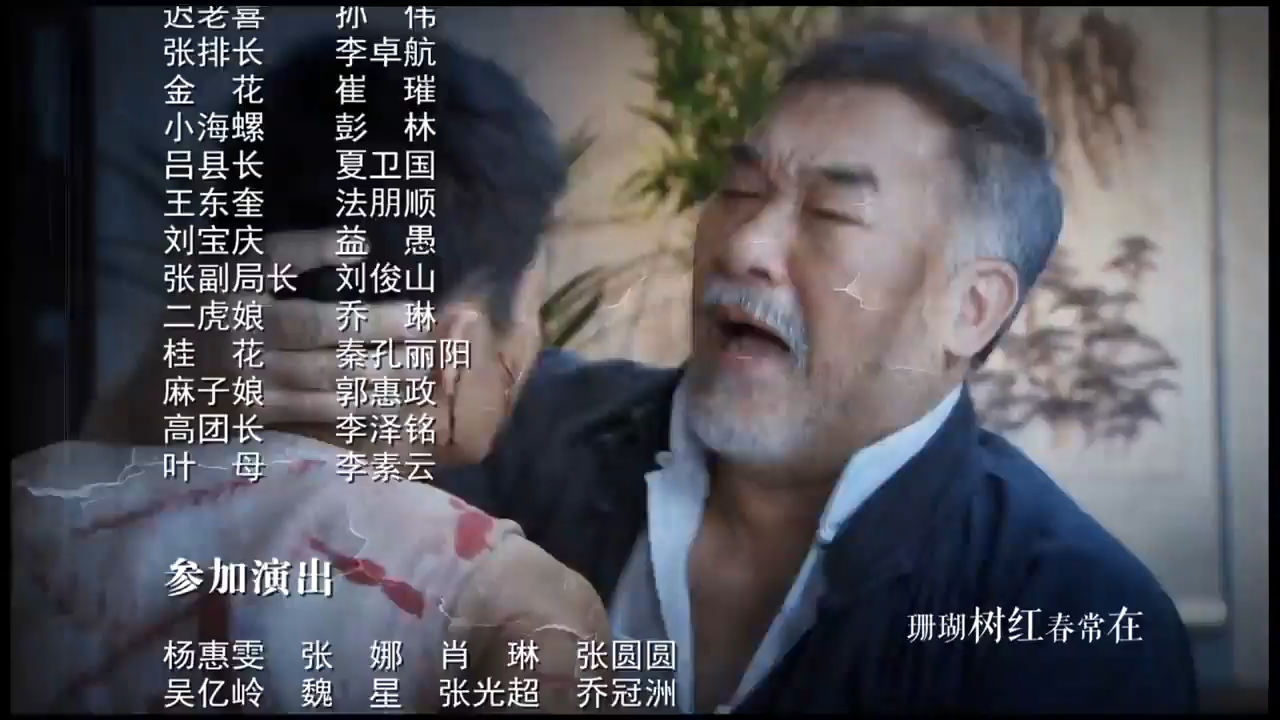 迟老喜 孙 伟
张排长 李卓航
金 花 崔 璀
小海螺 彭 林
吕县长 夏卫国
王东奎 法朋顺
刘宝庆 益 愚
张副局长 刘俊山
二虎娘 乔 琳
桂 花 秦孔丽阳
麻子娘 郭惠政
高团长 李泽铭
叶 母 李素云
参加演出
杨惠雯 张 娜 肖 琳 张圆圆
吴亿岭 魏 星 张光超 乔冠洲
珊瑚树红春常在